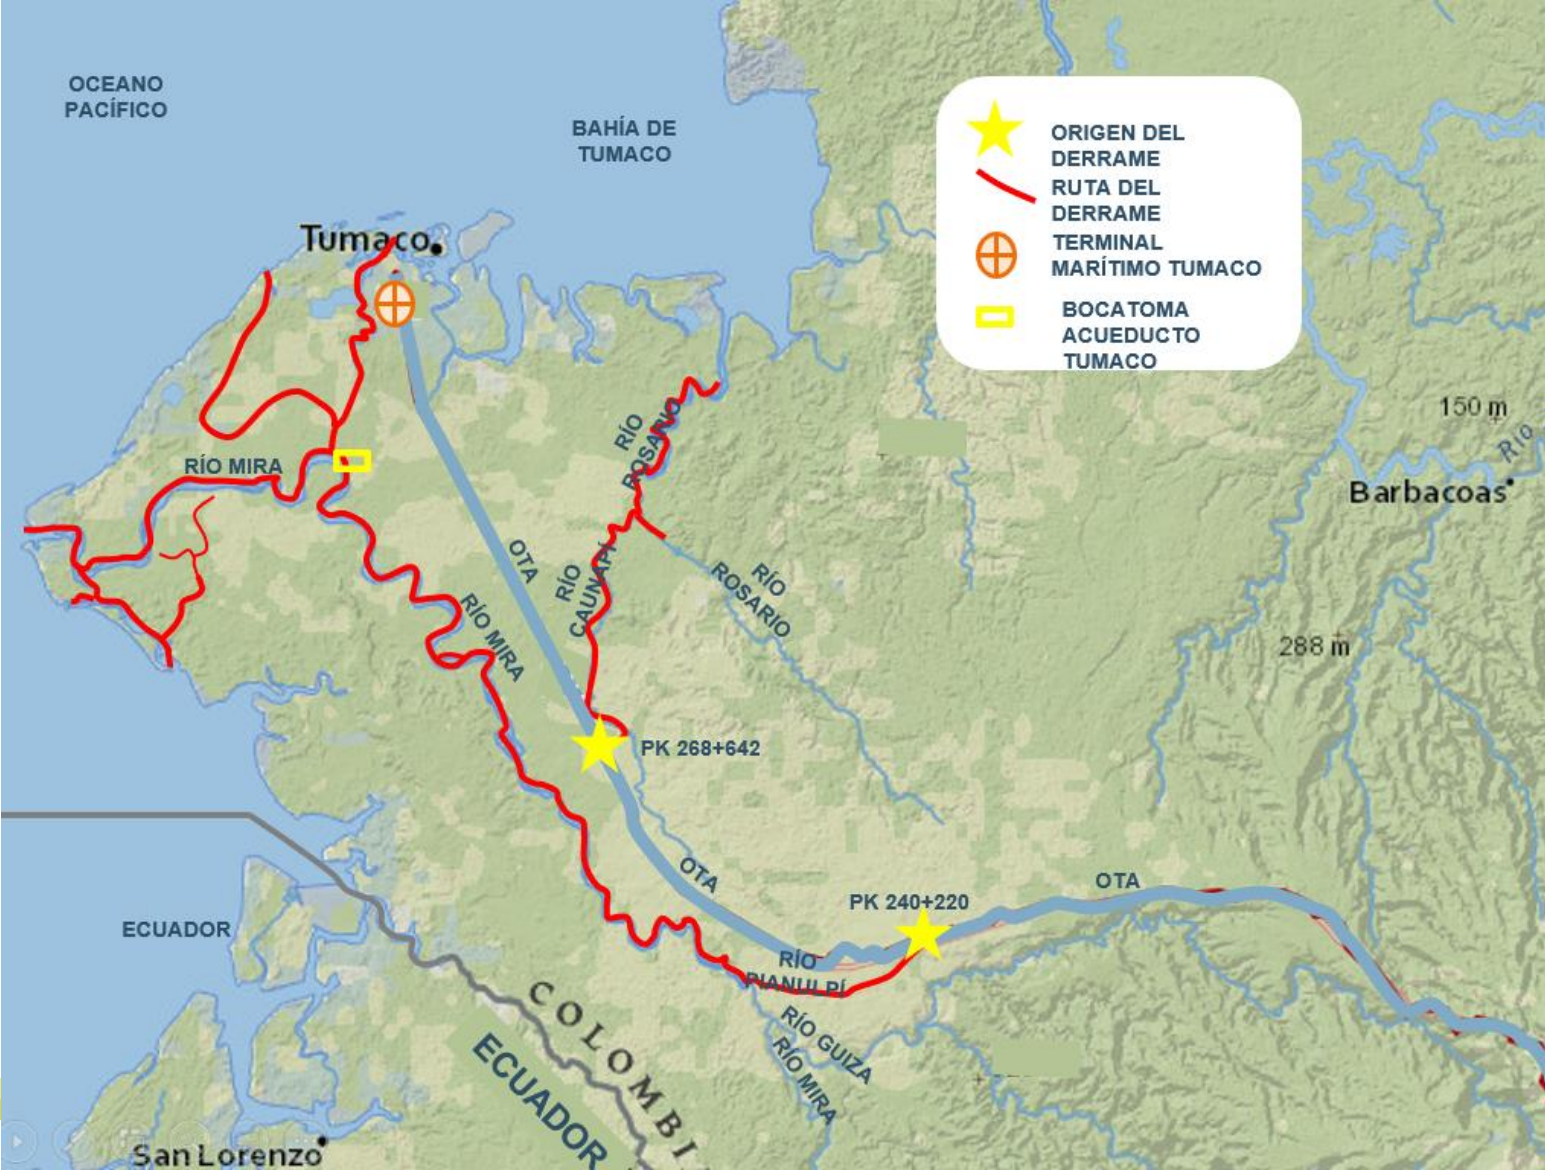 OCEANO
PACÍFICO
BAHÍA DE
TUMACO
ORIGEN DEL
DERRAME
RUTA DEL
DERRAME
TERMINAL
MARÍTIMO TUMACO
BOCATOMA
ACUEDUCTO
TUMACO
Tumaco
RÍO MIRA
RÍO
ROSARIO
150 m
RÍO
Barbacoas
OTA
RÍO
CAUNAPÍ
RÍO
ROSARIO
RÍO MIRA
288 m
PK 268+642
OTA
PK 240+220
OTA
ECUADOR
RÍO
PIANULPÍ
RÍO GUIZA
RÍO MIRA
COLOMBI
ECUADOR
San Lorenzo